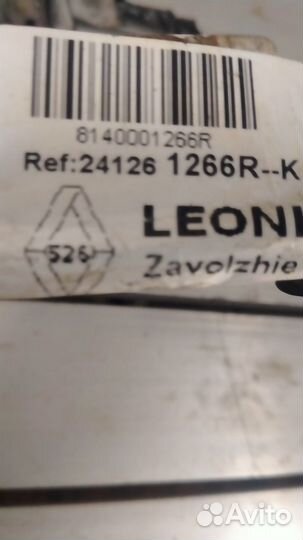 8140001266R
Ref:24126 1266R--K
LEONI
526
Zavolzhie
Avito